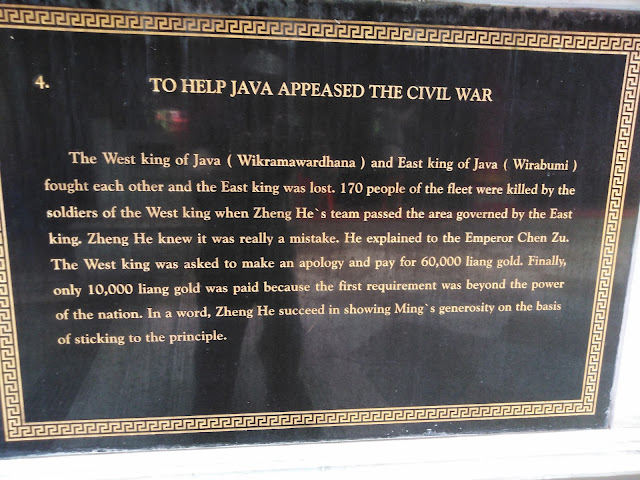 4. TO HELP JAVA APPEASED THE CIVIL WAR
The West king of Java ( Wikramawardhana ) and East king of Java ( Wirabumi )
fought each other and the East king was lost. 170 people of the fleet were killed by the
soldiers of the West king when Zheng He`s team passed the area governed by the East
king. Zheng He knew it was really a mistake. He explained to the Emperor Chen Zu.
The West king was asked to make an apology and pay for 60,000 liang gold. Finally,
only 10,000 liang gold was paid because the first requirement was beyond the power
of the nation. In a word, Zheng He succeed in showing Ming`s generosity on the basis
of sticking to the principle.